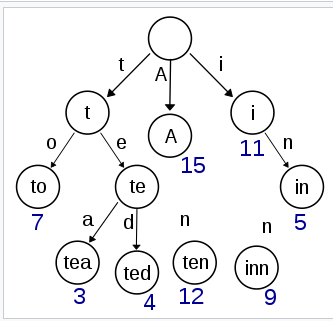 t A i
t i
A
o e 11 n
15
to te in
7 5
a d n n
tea ted ten inn
3 4 12 9